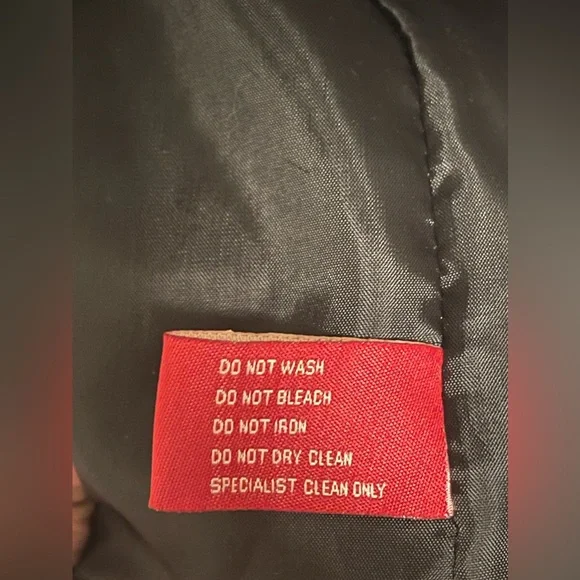 DO NOT WASH
DO NOT BLEACH
DO NOT IRON
DO NOT DRY CLEAN
SPECIALIST CLEAN ONLY